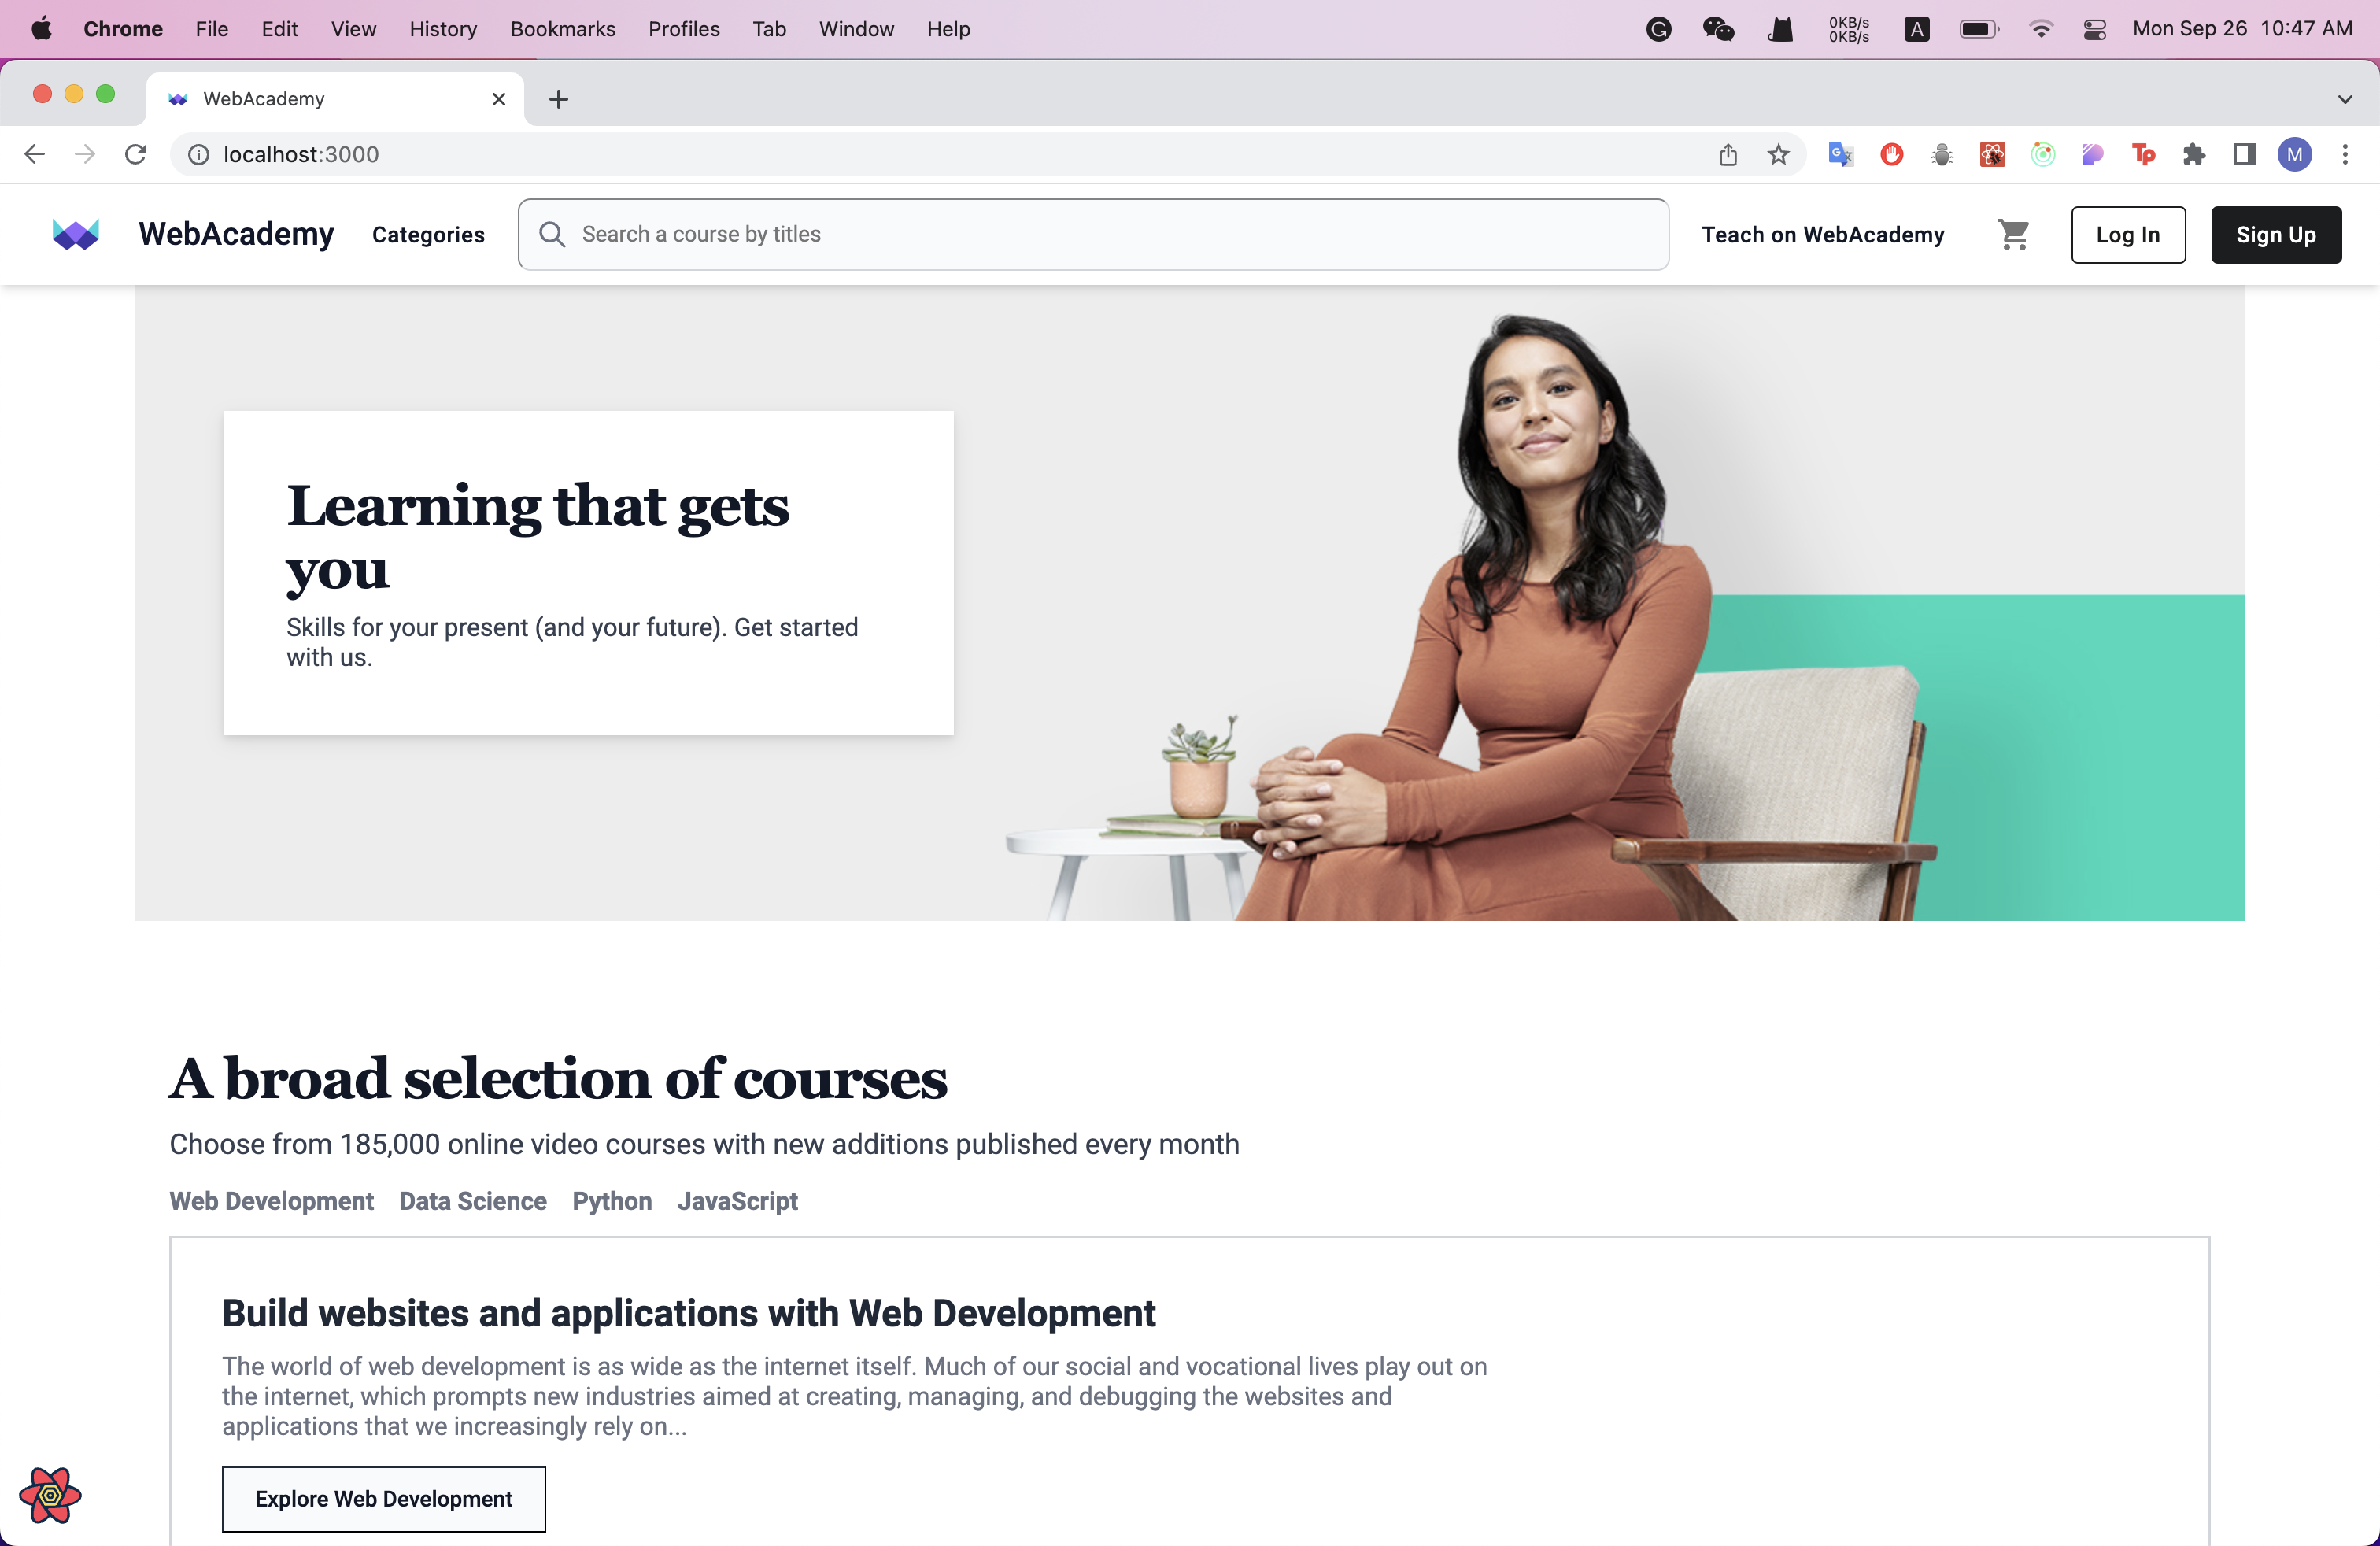 Chrome File Edit View History Bookmarks Profiles Tab Window Help
0KB/s
0KB/s
A
Mon Sep 26 10:47 AM
WebAcademy
localhost:3000
Tp
M
WebAcademy
Categories
Search a course by titles
Teach on WebAcademy
Log In
Sign Up
Learning that gets
you
Skills for your present (and your future). Get started
with us.
A broad selection of courses
Choose from 185,000 online video courses with new additions published every month
Web Development Data Science Python JavaScript
Build websites and applications with Web Development
The world of web development is as wide as the internet itself. Much of our social and vocational lives play out on
the internet, which prompts new industries aimed at creating, managing, and debugging the websites and
applications that we increasingly rely on...
Explore Web Development